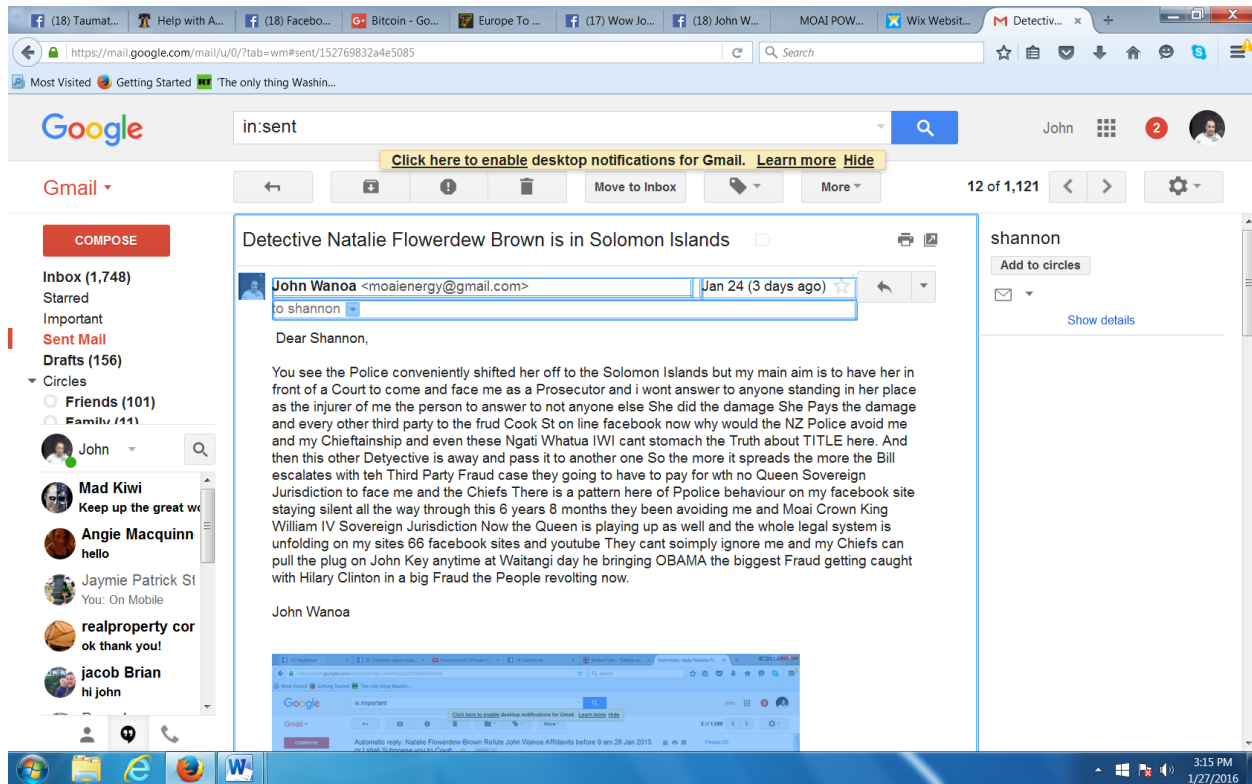 (18) Taumat...
Help with A...
(18) Facebo...
Bitcoin - Go...
Europe To ...
(17) Wow Jo...
(18) John W...
MOAI POW...
Wix Websit...
Detectiv...
https://mail.google.com/mail/u/0/?tab=wm#sent/152769832a4e5085
Search
Most Visited
Getting Started
The only thing Washin...
Google
in:sent
John
2
Click here to enable desktop notifications for Gmail. Learn more Hide
Gmail
Move to Inbox
More
12 of 1,121
COMPOSE
Inbox (1,748)
Starred
Important
Sent Mail
Drafts (156)
Circles
Friends (101)
Family (11)
John
Mad Kiwi
Keep up the great wo
Angie Macquinn
hello
Jaymie Patrick St
You: On Mobile
realproperty cor
ok thank you!
jacob Brian
hi john
Detective Natalie Flowerdew Brown is in Solomon Islands
John Wanoa <moaienergy@gmail.com>
Jan 24 (3 days ago)
to shannon
Dear Shannon,
You see the Police conveniently shifted her off to the Solomon Islands but my main aim is to have her in
front of a Court to come and face me as a Prosecutor and i wont answer to anyone standing in her place
as the injurer of me the person to answer to not anyone else She did the damage She Pays the damage
and every other third party to the frud Cook St on line facebook now why would the NZ Police avoid me
and my Chieftainship and even these Ngati Whatua IWI cant stomach the Truth about TITLE here. And
then this other Detyective is away and pass it to another one So the more it spreads the more the Bill
escalates with teh Third Party Fraud case they going to have to pay for wth no Queen Sovereign
Jurisdiction to face me and the Chiefs There is a pattern here of Ppolice behaviour on my facebook site
staying silent all the way through this 6 years 8 months they been avoiding me and Moai Crown King
William IV Sovereign Jurisdiction Now the Queen is playing up as well and the whole legal system is
unfolding on my sites 66 facebook sites and youtube They cant soimply ignore me and my Chiefs can
pull the plug on John Key anytime at Waitangi day he bringing OBAMA the biggest Fraud getting caught
with Hilary Clinton in a big Fraud the People revolting now.
John Wanoa
Google
is:important
Click here to enable desktop notifications for Gmail. Learn more Hide
Gmail
COMPOSE
Automatic reply: Natalie Flowerdew-Brown Refute John Wanoa Affidavits before 9 am 28 Jan 2015
or I shall Subpoena you to Court
People (2)
shannon
Add to circles
Show details
3:15 PM
1/27/2016